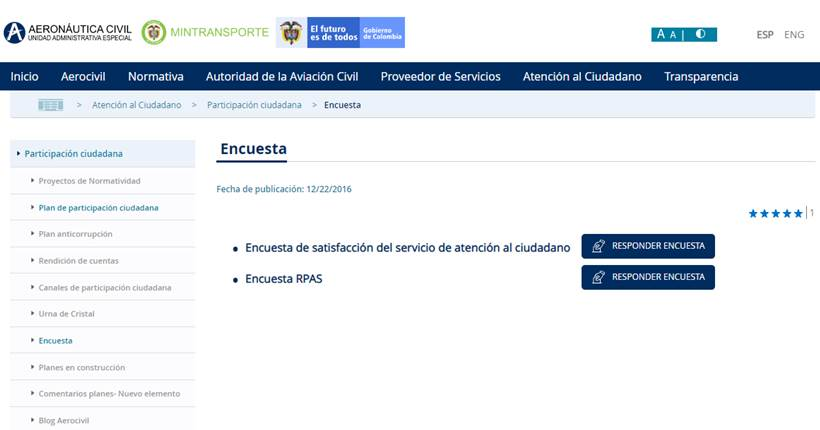 AERONÁUTICA CIVIL
UNIDAD ADMINISTRATIVA ESPECIAL
MINTRANSPORTE
El futuro
es de todos
Gobierno
de Colombia
A A |
ESP ENG
Inicio Aerocivil Normativa Autoridad de la Aviación Civil Proveedor de Servicios Atención al Ciudadano Transparencia
> Atención al Ciudadano > Participación ciudadana > Encuesta
Participación ciudadana
Proyectos de Normatividad
Plan de participación ciudadana
Plan anticorrupción
Rendición de cuentas
Canales de participación ciudadana
Urna de Cristal
Encuesta
Planes en construcción
Comentarios planes- Nuevo elemento
Blog Aerocivil
Encuesta
Fecha de publicación: 12/22/2016
1
Encuesta de satisfacción del servicio de atención al ciudadano RESPONDER ENCUESTA
Encuesta RPAS RESPONDER ENCUESTA